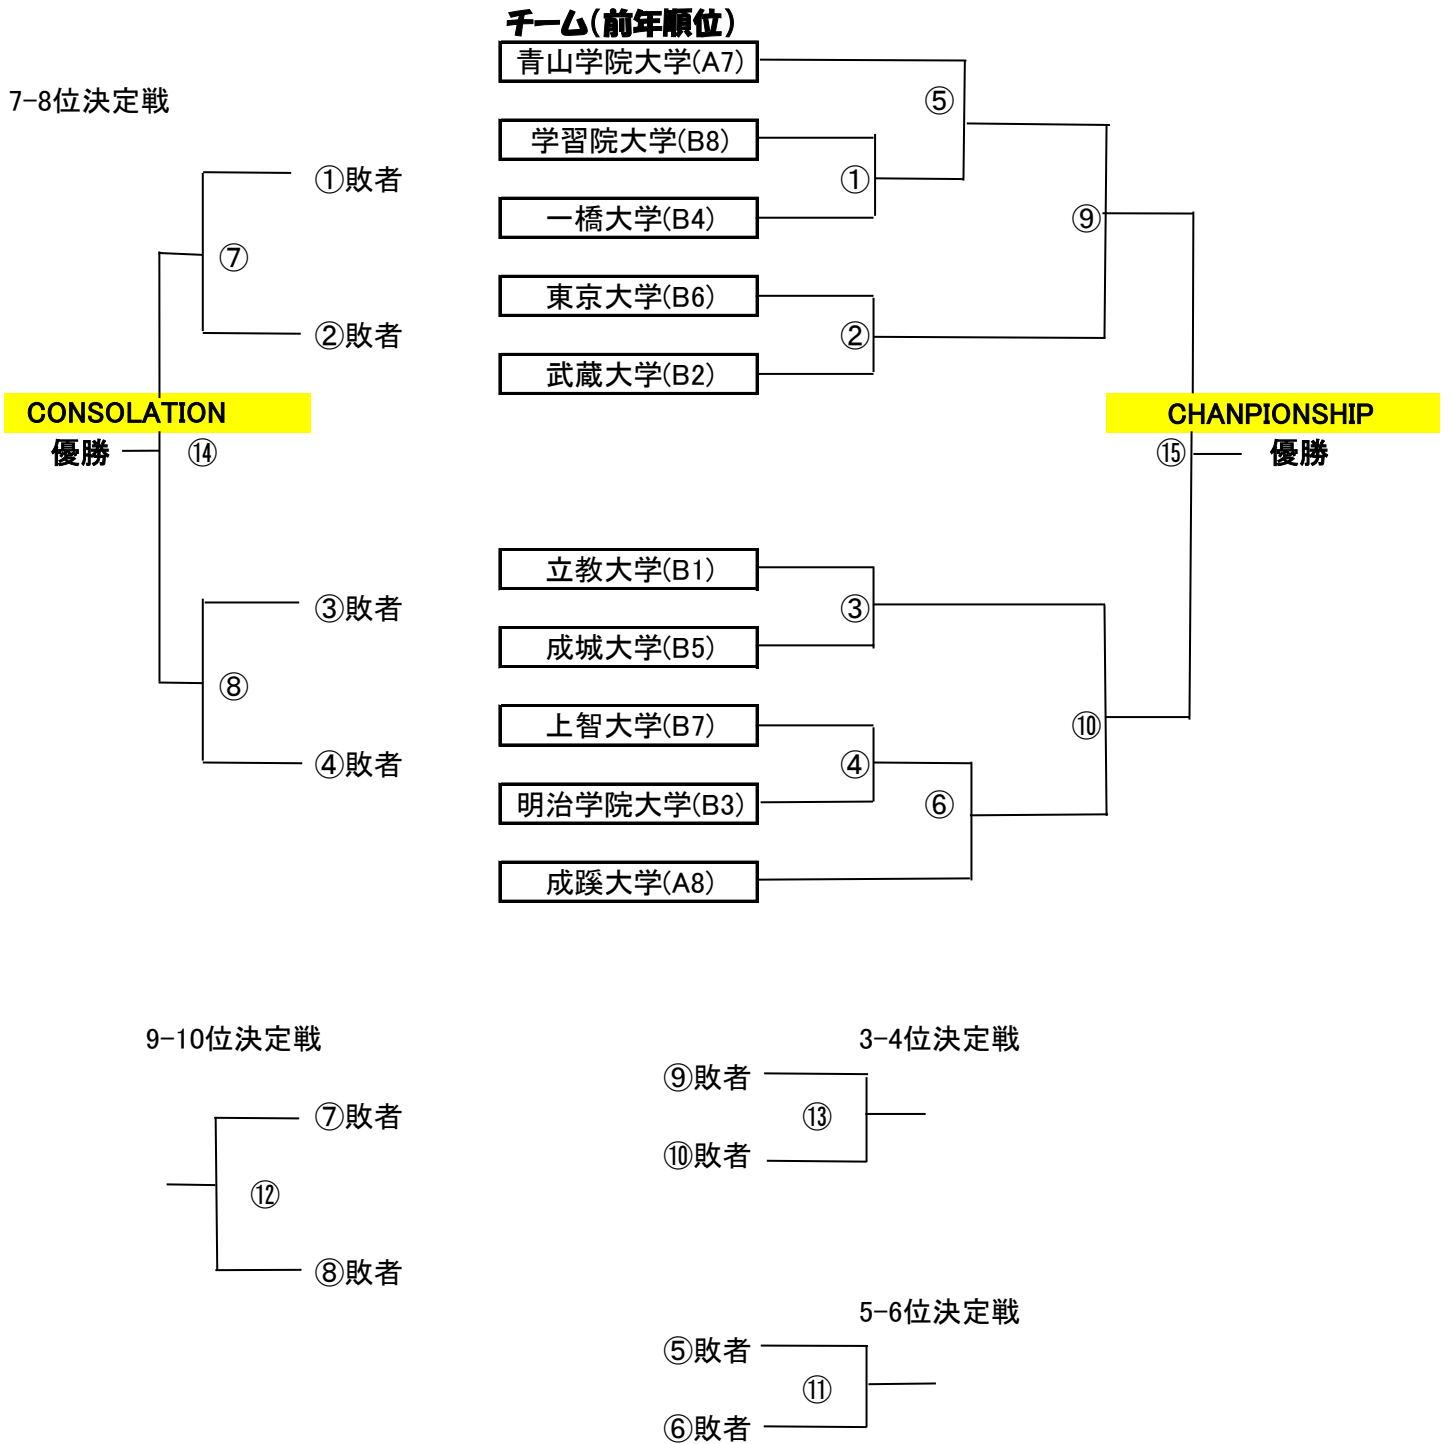 チーム(前年順位)
青山学院大学(A7)
7-8位決定戦
⑤
学習院大学(B8)
①敗者
①
一橋大学(B4)
⑨
⑦
東京大学(B6)
②敗者
②
武蔵大学(B2)
CONSOLATION
CHANPIONSHIP
優勝
⑭
⑮
優勝
立教大学(B1)
③敗者
③
成城大学(B5)
⑧
上智大学(B7)
⑩
④敗者
④
明治学院大学(B3)
⑥
成蹊大学(A8)
9-10位決定戦
3-4位決定戦
⑨敗者
⑦敗者
⑬
⑩敗者
⑫
⑧敗者
5-6位決定戦
⑤敗者
⑪
⑥敗者